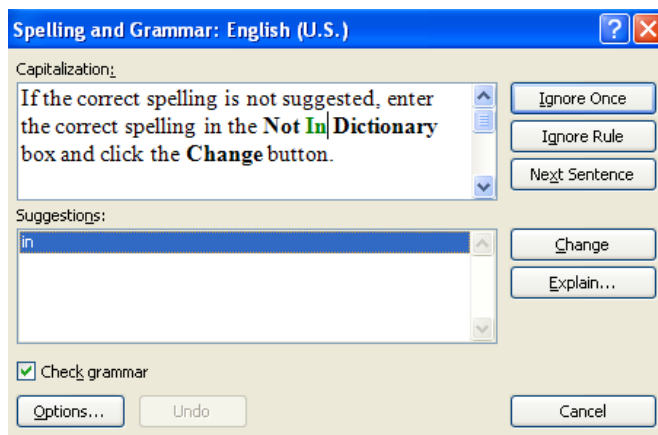 Spelling and Grammar: English (U.S.)
Capitalization:
If the correct spelling is not suggested, enter
the correct spelling in the Not In Dictionary
box and click the Change button.
Ignore Once
Ignore Rule
Next Sentence
Suggestions:
in
Change
Explain...
Check grammar
Options...
Undo
Cancel